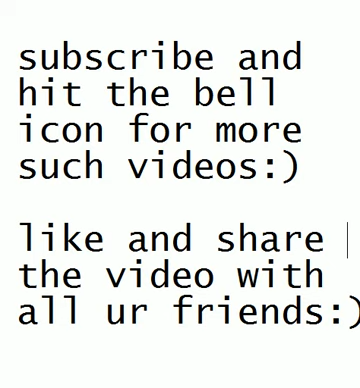 subscribe and
hit the bell
icon for more
such videos:)
like and share
the video with
all ur friends:)